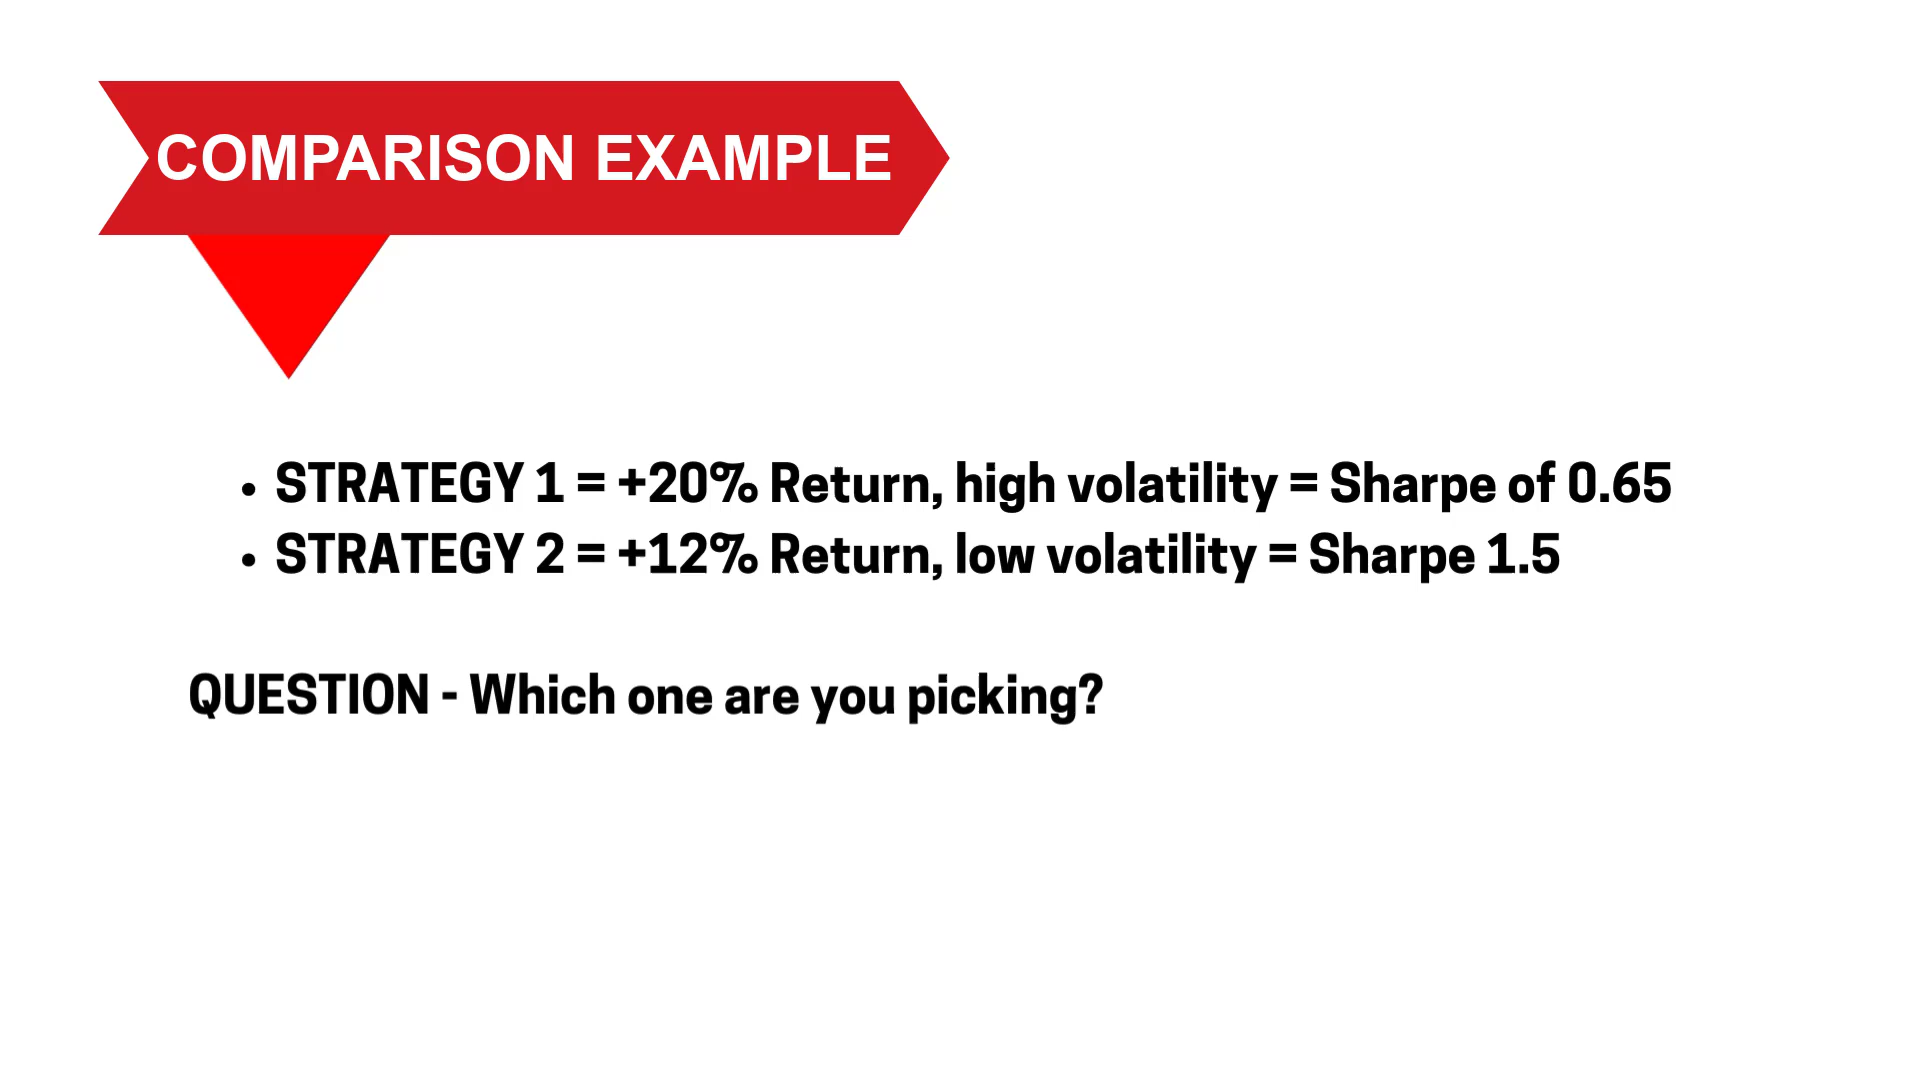 COMPARISON EXAMPLE
• STRATEGY 1 = +20% Return, high volatility = Sharpe of 0.65
• STRATEGY 2 = +12% Return, low volatility = Sharpe 1.5
QUESTION - Which one are you picking?